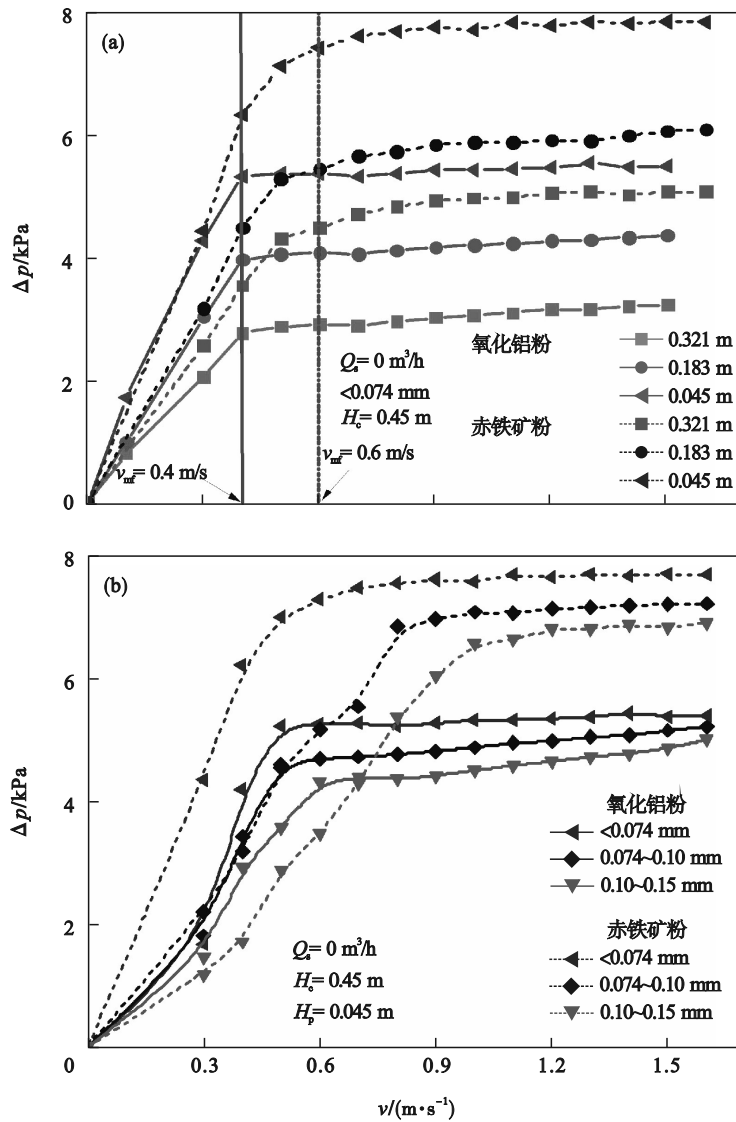 (a)
8
6
4
2
0
Δp/kPa
Qs= 0 m³/h
<0.074 mm
Hc= 0.45 m
vmf= 0.4 m/s
vmf= 0.6 m/s
氧化铝粉
0.321 m
0.183 m
0.045 m
赤铁矿粉
0.321 m
0.183 m
0.045 m
(b)
8
6
4
2
0
Δp/kPa
Qs= 0 m³/h
Hc= 0.45 m
Hp= 0.045 m
氧化铝粉
<0.074 mm
0.074~0.10 mm
0.10~0.15 mm
赤铁矿粉
<0.074 mm
0.074~0.10 mm
0.10~0.15 mm
0.3 0.6 0.9 1.2 1.5
v/(m·s⁻¹)